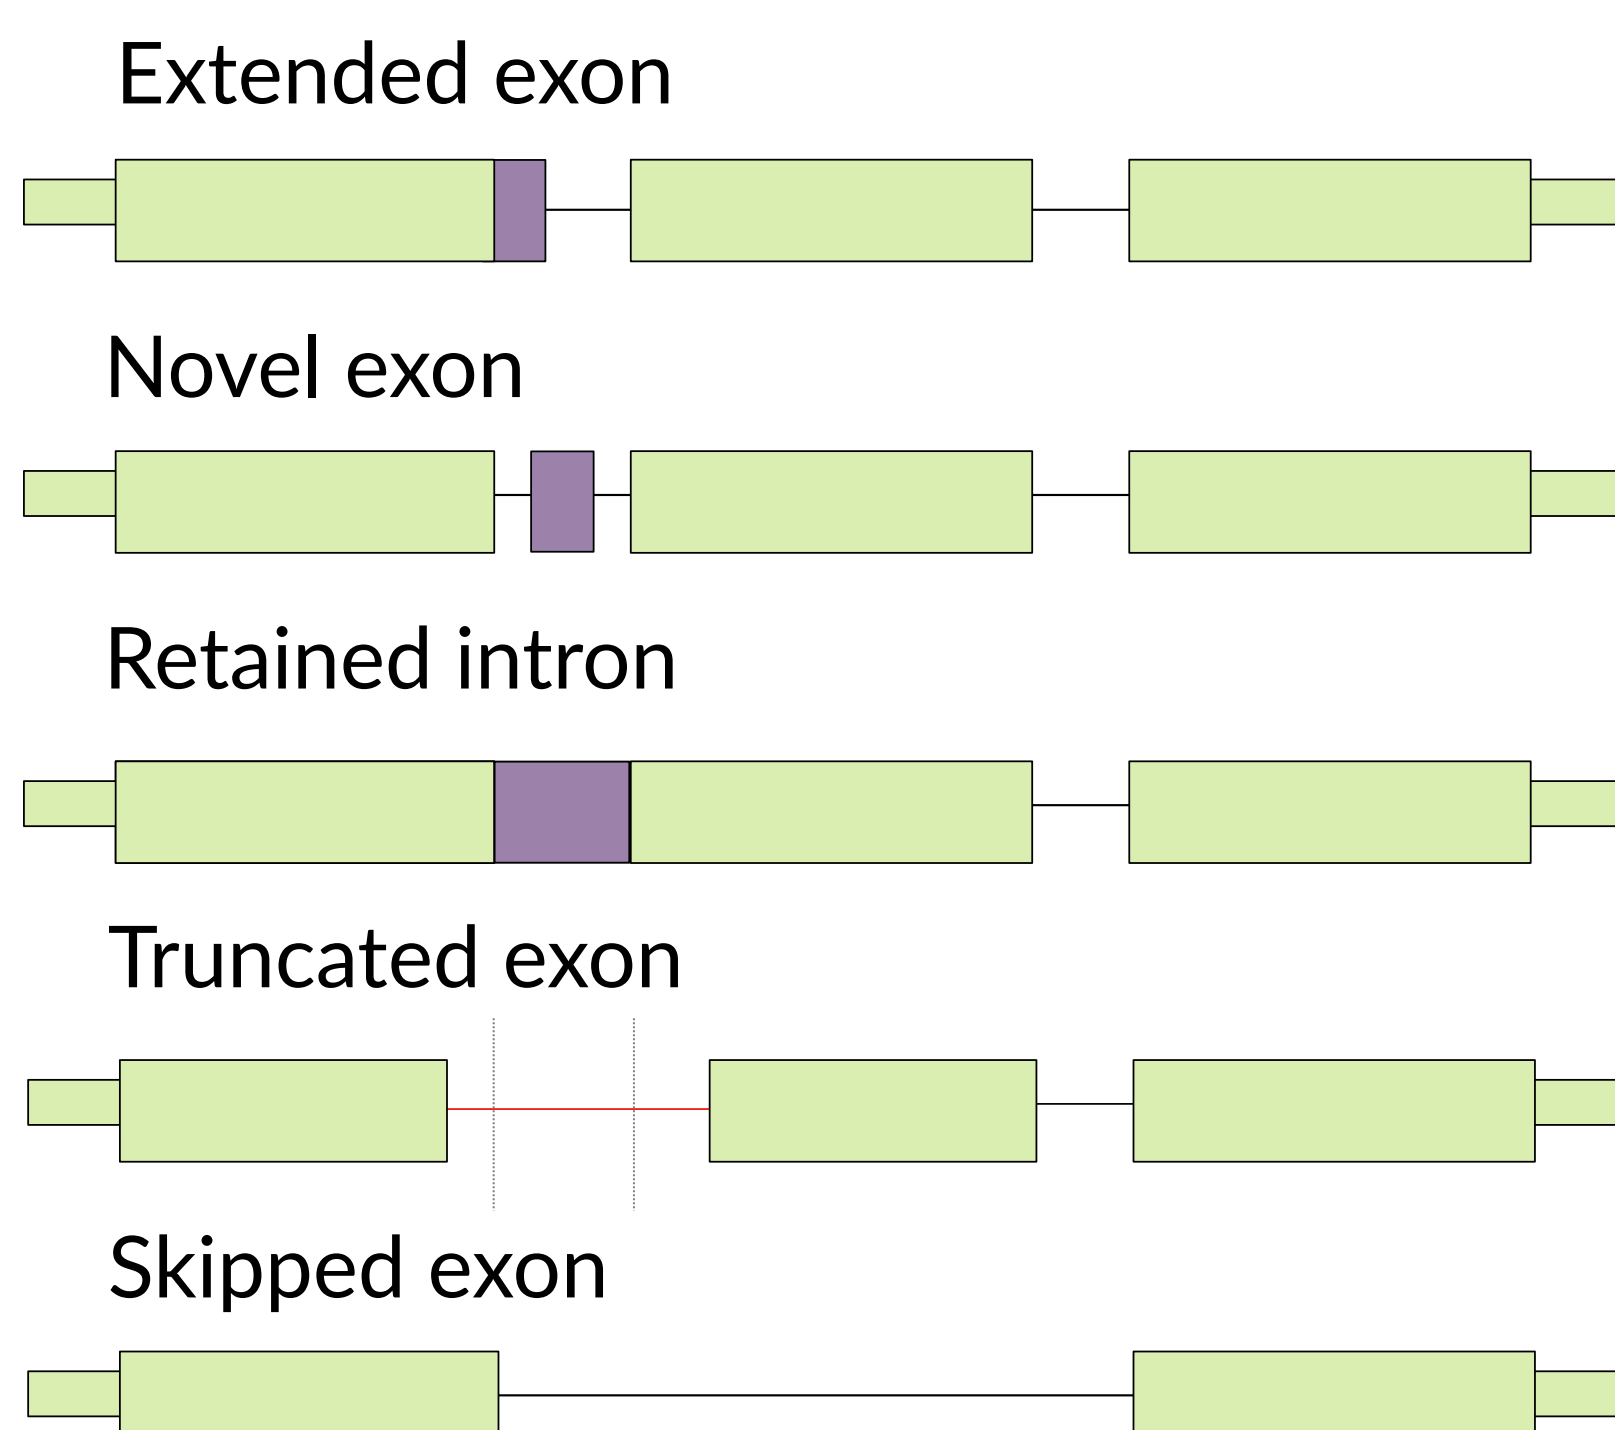 Extended exon
Novel exon
Retained intron
Truncated exon
Skipped exon